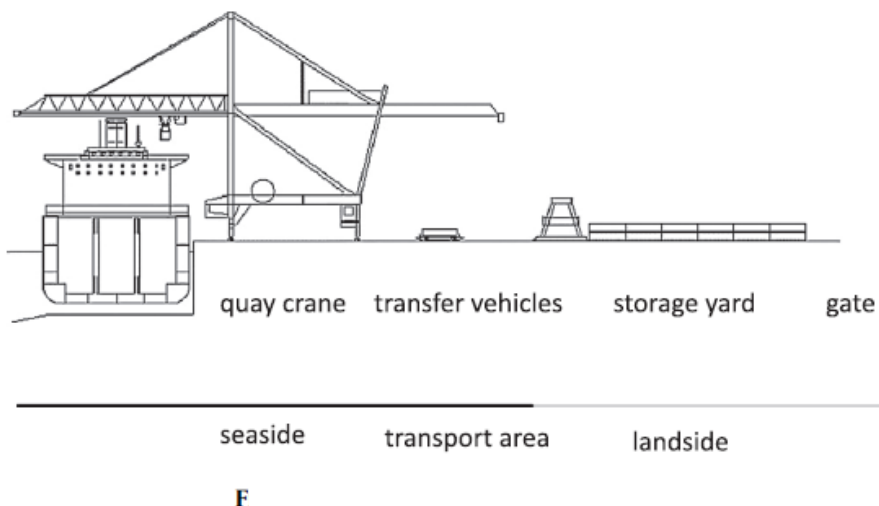 quay crane transfer vehicles storage yard gate
seaside transport area landside
F